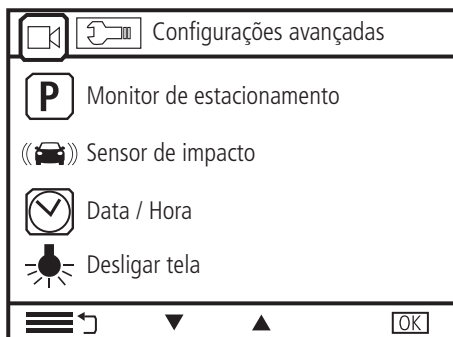 Configurações avançadas
P Monitor de estacionamento
Sensor de impacto
Data / Hora
Desligar tela
OK